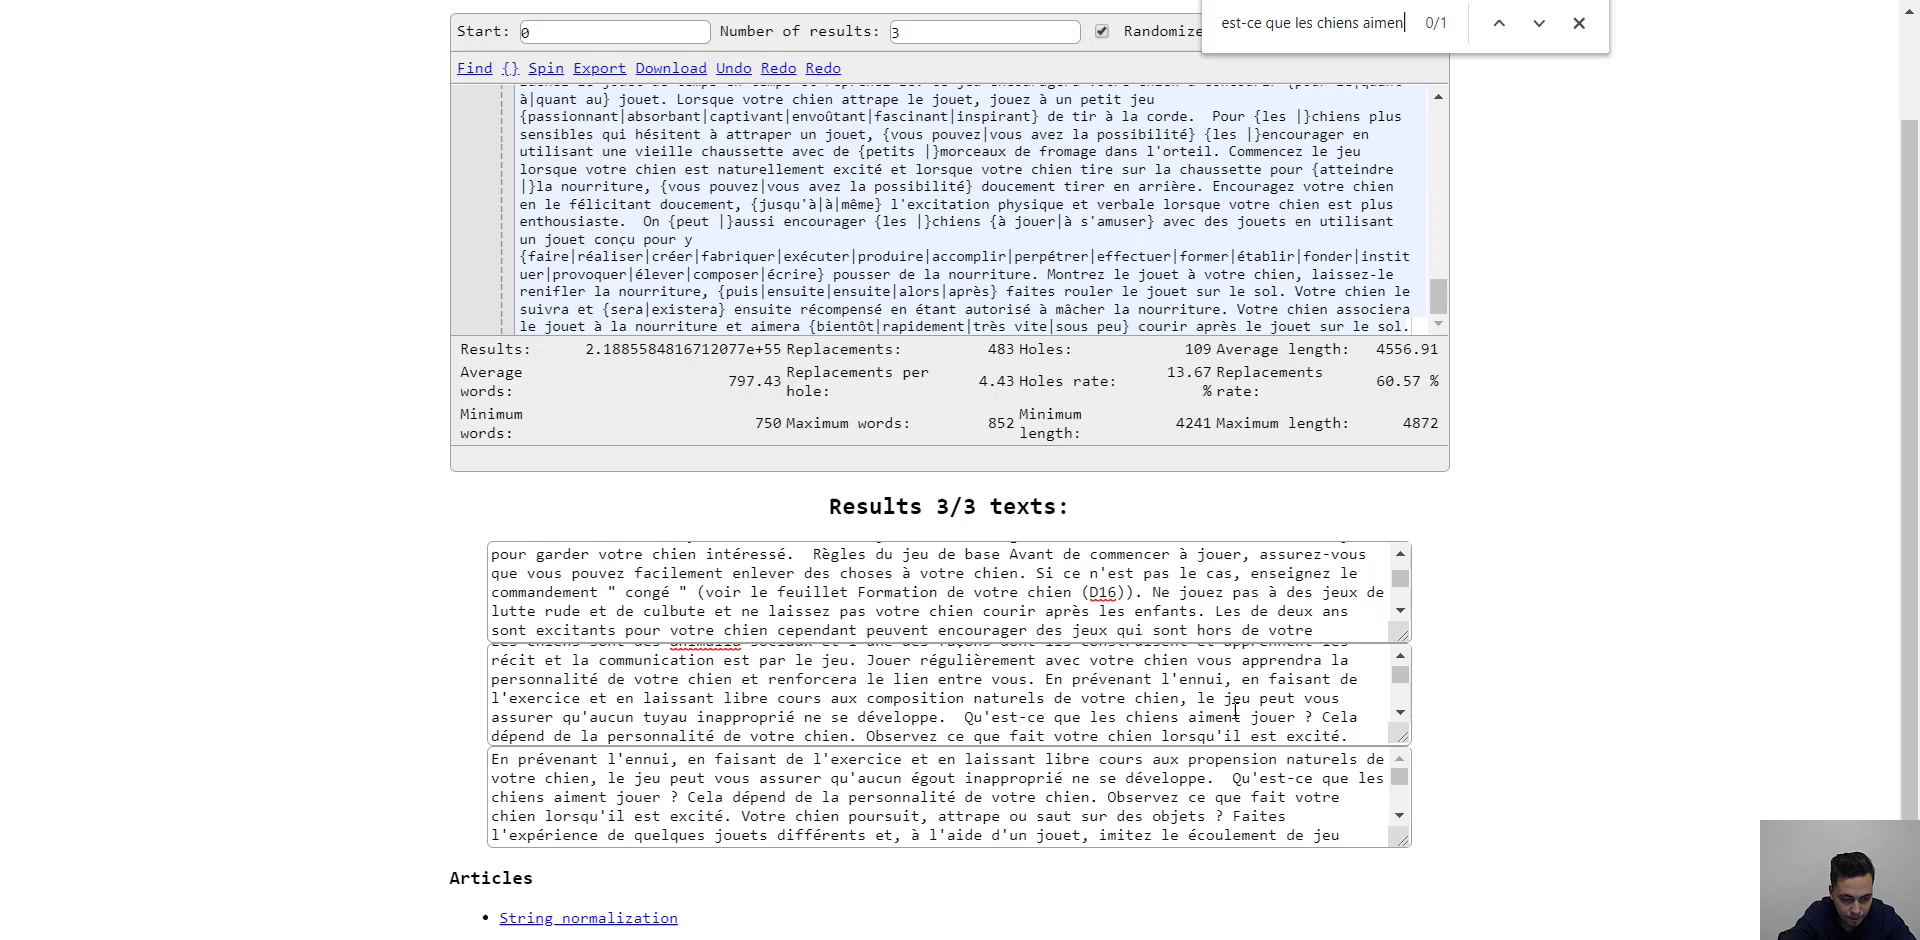 est-ce que les chiens aimen 0/1
Start: 0 Number of results: 3 Randomize
Find {} Spin Export Download Undo Redo Redo
à|quant au} jouet. Lorsque votre chien attrape le jouet, jouez à un petit jeu
{passionnant|absorbant|captivant|envoûtant|fascinant|inspirant} de tir à la corde.  Pour {les |}chiens plus
sensibles qui hésitent à attraper un jouet, {vous pouvez|vous avez la possibilité} {les |}encourager en
utilisant une vieille chaussette avec de {petits |}morceaux de fromage dans l'orteil. Commencez le jeu
lorsque votre chien est naturellement excité et lorsque votre chien tire sur la chaussette pour {atteindre
|}la nourriture, {vous pouvez|vous avez la possibilité} doucement tirer en arrière. Encouragez votre chien
en le félicitant doucement, {jusqu'à|à|même} l'excitation physique et verbale lorsque votre chien est plus
enthousiaste.  On {peut |}aussi encourager {les |}chiens {à jouer|à s'amuser} avec des jouets en utilisant
un jouet conçu pour y
{faire|réaliser|créer|fabriquer|exécuter|produire|accomplir|perpétrer|effectuer|former|établir|fonder|instit
uer|provoquer|élever|composer|écrire} pousser de la nourriture. Montrez le jouet à votre chien, laissez-le
renifler la nourriture, {puis|ensuite|ensuite|alors|après} faites rouler le jouet sur le sol. Votre chien le
suivra et {sera|existera} ensuite récompensé en étant autorisé à mâcher la nourriture. Votre chien associera
le jouet à la nourriture et aimera {bientôt|rapidement|très vite|sous peu} courir après le jouet sur le sol.
Results: 2.1885584816712077e+55 Replacements: 483 Holes: 109 Average length: 4556.91
Average words: 797.43 Replacements per hole: 4.43 Holes rate: 13.67 % Replacements rate: 60.57 %
Minimum words: 750 Maximum words: 852 Minimum length: 4241 Maximum length: 4872
Results 3/3 texts:
pour garder votre chien intéressé.  Règles du jeu de base Avant de commencer à jouer, assurez-vous
que vous pouvez facilement enlever des choses à votre chien. Si ce n'est pas le cas, enseignez le
commandement " congé " (voir le feuillet Formation de votre chien (D16)). Ne jouez pas à des jeux de
lutte rude et de culbute et ne laissez pas votre chien courir après les enfants. Les de deux ans
sont excitants pour votre chien cependant peuvent encourager des jeux qui sont hors de votre
récit et la communication est par le jeu. Jouer régulièrement avec votre chien vous apprendra la
personnalité de votre chien et renforcera le lien entre vous. En prévenant l'ennui, en faisant de
l'exercice et en laissant libre cours aux composition naturels de votre chien, le jeu peut vous
assurer qu'aucun tuyau inapproprié ne se développe.  Qu'est-ce que les chiens aiment jouer ? Cela
dépend de la personnalité de votre chien. Observez ce que fait votre chien lorsqu'il est excité.
En prévenant l'ennui, en faisant de l'exercice et en laissant libre cours aux propension naturels de
votre chien, le jeu peut vous assurer qu'aucun égout inapproprié ne se développe.  Qu'est-ce que les
chiens aiment jouer ? Cela dépend de la personnalité de votre chien. Observez ce que fait votre
chien lorsqu'il est excité. Votre chien poursuit, attrape ou saut sur des objets ? Faites
l'expérience de quelques jouets différents et, à l'aide d'un jouet, imitez le écoulement de jeu
Articles
String normalization